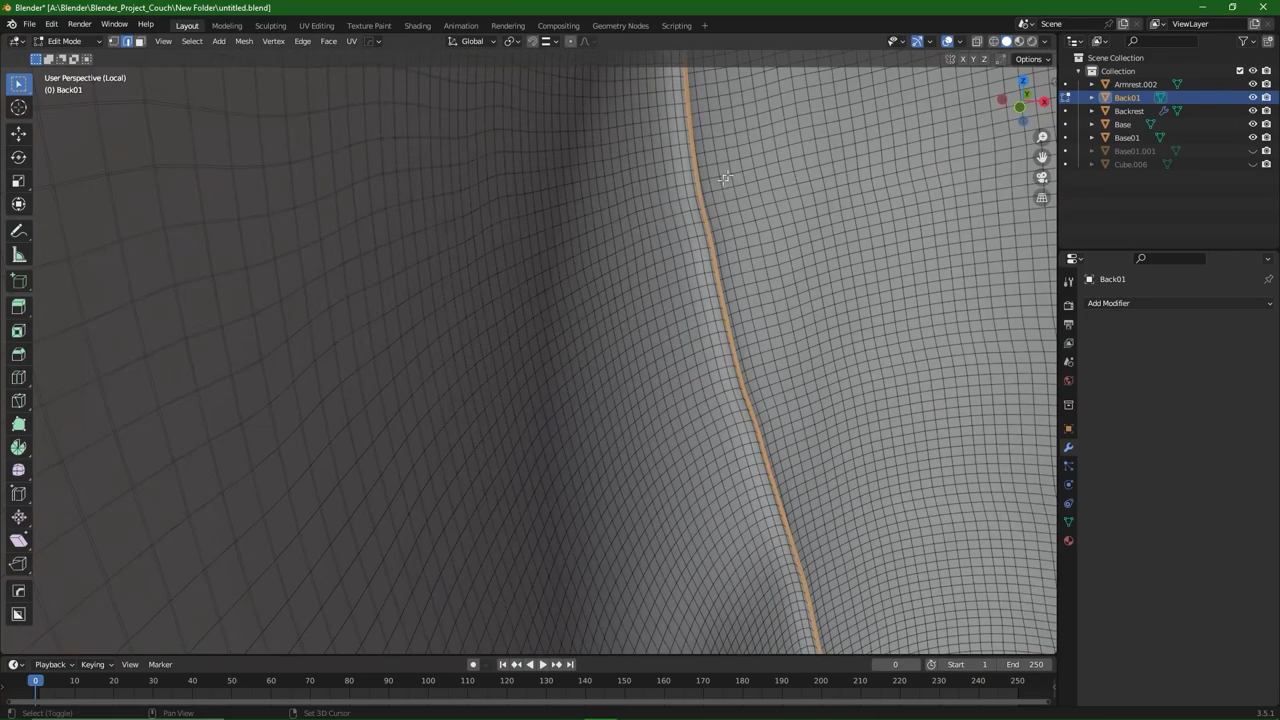 Blender* [A:\Blender\Blender_Project_Couch\New Folder\untitled.blend]
File Edit Render Window Help Layout Modeling Sculpting UV Editing Texture Paint Shading Animation Rendering Compositing Geometry Nodes Scripting + Scene ViewLayer
Edit Mode View Select Add Mesh Vertex Edge Face UV Global
X Y Z Options
Scene Collection
Collection
User Perspective (Local)
(0) Back01
Armrest.002
Back01
Backrest
Base
Base01
Base01.001
Cube.006
Z
Y
X
Back01
Add Modifier
Playback Keying View Marker 0 Start 1 End 250
0 10 20 30 40 50 60 70 80 90 100 110 120 130 140 150 160 170 180 190 200 210 220 230 240 250
Select (Toggle) Pan View Set 3D Cursor 3.5.1